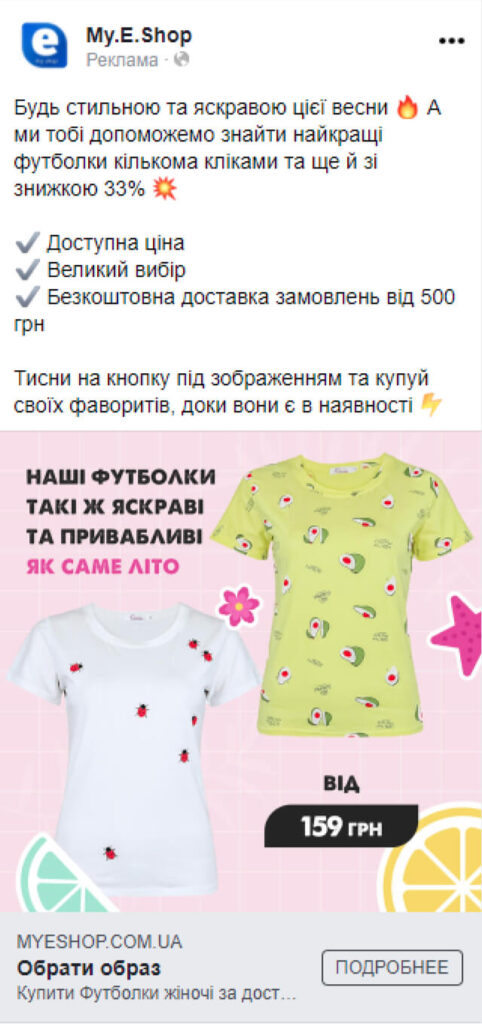 My.E.Shop
Реклама ·
Будь стильною та яскравою цієї весни 🔥 А
ми тобі допоможемо знайти найкращі
футболки кількома кліками та ще й зі
знижкою 33% 💥
✔️ Доступна ціна
✔️ Великий вибір
✔️ Безкоштовна доставка замовлень від 500
грн
Тисни на кнопку під зображенням та купуй
своїх фаворитів, доки вони є в наявності ⚡
НАШІ ФУТБОЛКИ
ТАКІ Ж ЯСКРАВІ
ТА ПРИВАБЛИВІ
ЯК САМЕ ЛІТО
ВІД
159 ГРН
MYESHOP.COM.UA
Обрати образ
Купити Футболки жіночі за дост...
ПОДРОБНЕЕ